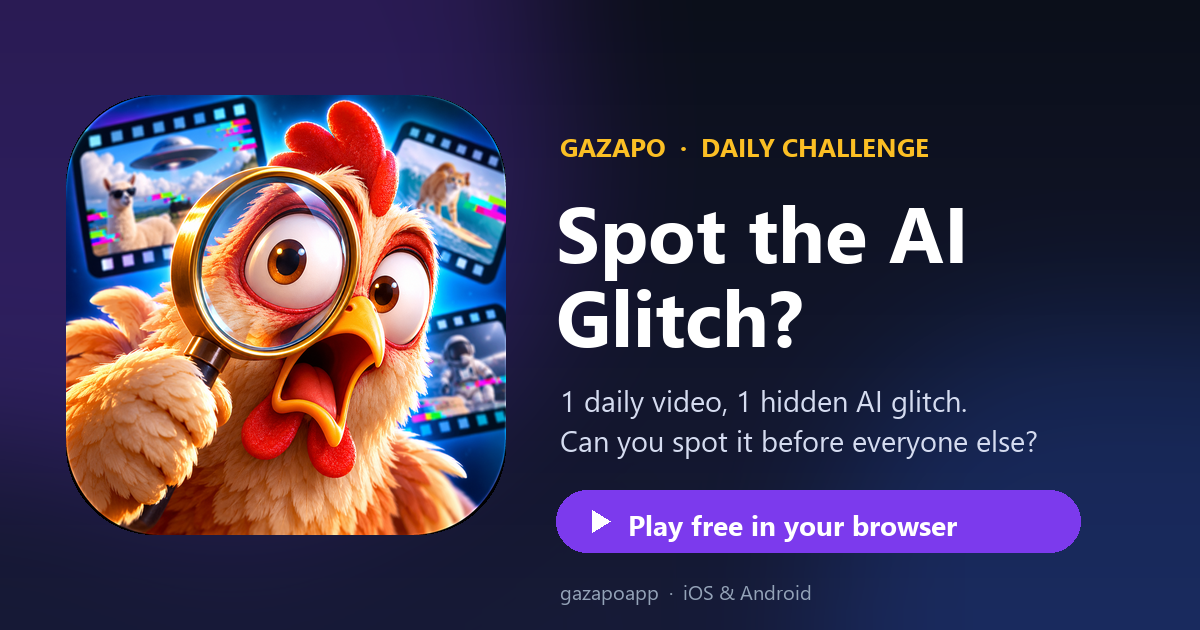 GAZAPO · DAILY CHALLENGE
Spot the AI
Glitch?
1 daily video, 1 hidden AI glitch.
Can you spot it before everyone else?
Play free in your browser
gazapoapp · iOS & Android